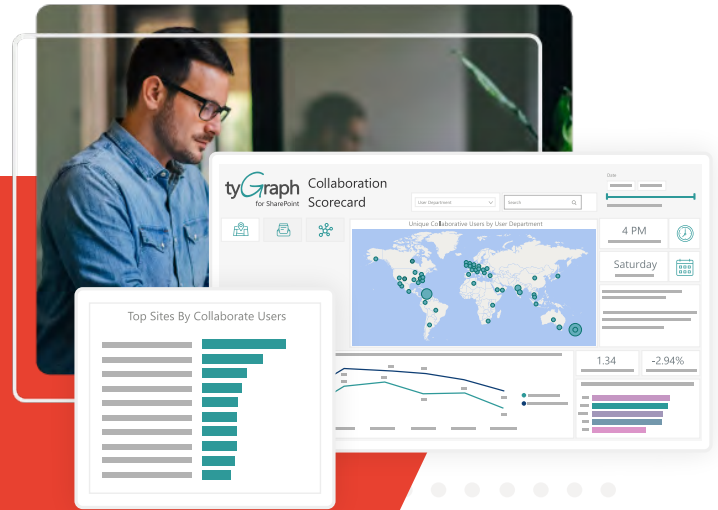 tyGraph
for SharePoint
Collaboration
Scorecard
User Department
Search
Date
Unique Collaborative Users by User Department
4 PM
Saturday
Top Sites By Collaborate Users
1.34
-2.94%